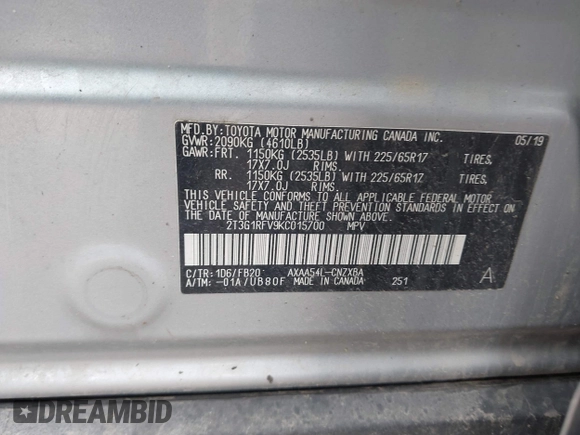 MFD.BY:TOYOTA MOTOR MANUFACTURING CANADA INC.
GVWR:2090KG (4610LB) 05/19
GAWR:FRT. 1150KG (2535LB) WITH 225/65R17 TIRES,
17X7.0J RIMS,
RR. 1150KG (2535LB) WITH 225/65R17 TIRES,
17X7.0J RIMS,
THIS VEHICLE CONFORMS TO ALL APPLICABLE FEDERAL MOTOR
VEHICLE SAFETY AND THEFT PREVENTION STANDARDS IN EFFECT ON
THE DATE OF MANUFACTURE SHOWN ABOVE.
2T3G1RFV9KC015700 MPV
C/TR:1D6/FB20 AXAA54L-CNZXBA A
A/TM: -01A/UB80F MADE IN CANADA 251
DREAMBID